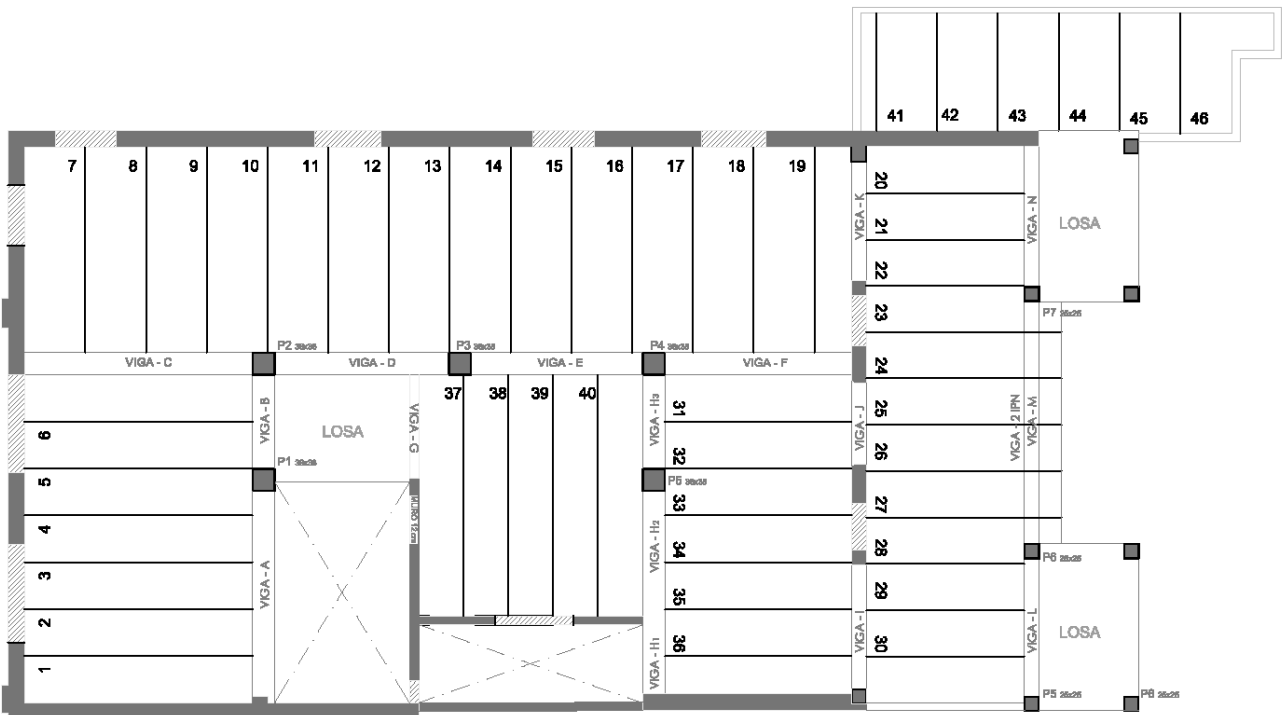 41 42 43 44 45 46
7 8 9 10 11 12 13 14 15 16 17 18 19
20
21
22
23
24
25
26
27
28
29
30
VIGA - K
VIGA - N
LOSA
P7 25x25
P2 35x35
P3 35x35
P4 35x35
VIGA - C
VIGA - D
VIGA - E
VIGA - F
37 38 39 40
6
5
4
3
2
1
VIGA - B
LOSA
VIGA - G
P1 35x35
VIGA - A
MURO 12 cm
VIGA - H3
31
32
P5 35x35
33
VIGA - H2
34
35
VIGA - H1
36
VIGA - J
VIGA - 2 IPN
VIGA - M
VIGA - I
P6 25x25
VIGA - L
LOSA
P5 25x25
P8 25x25